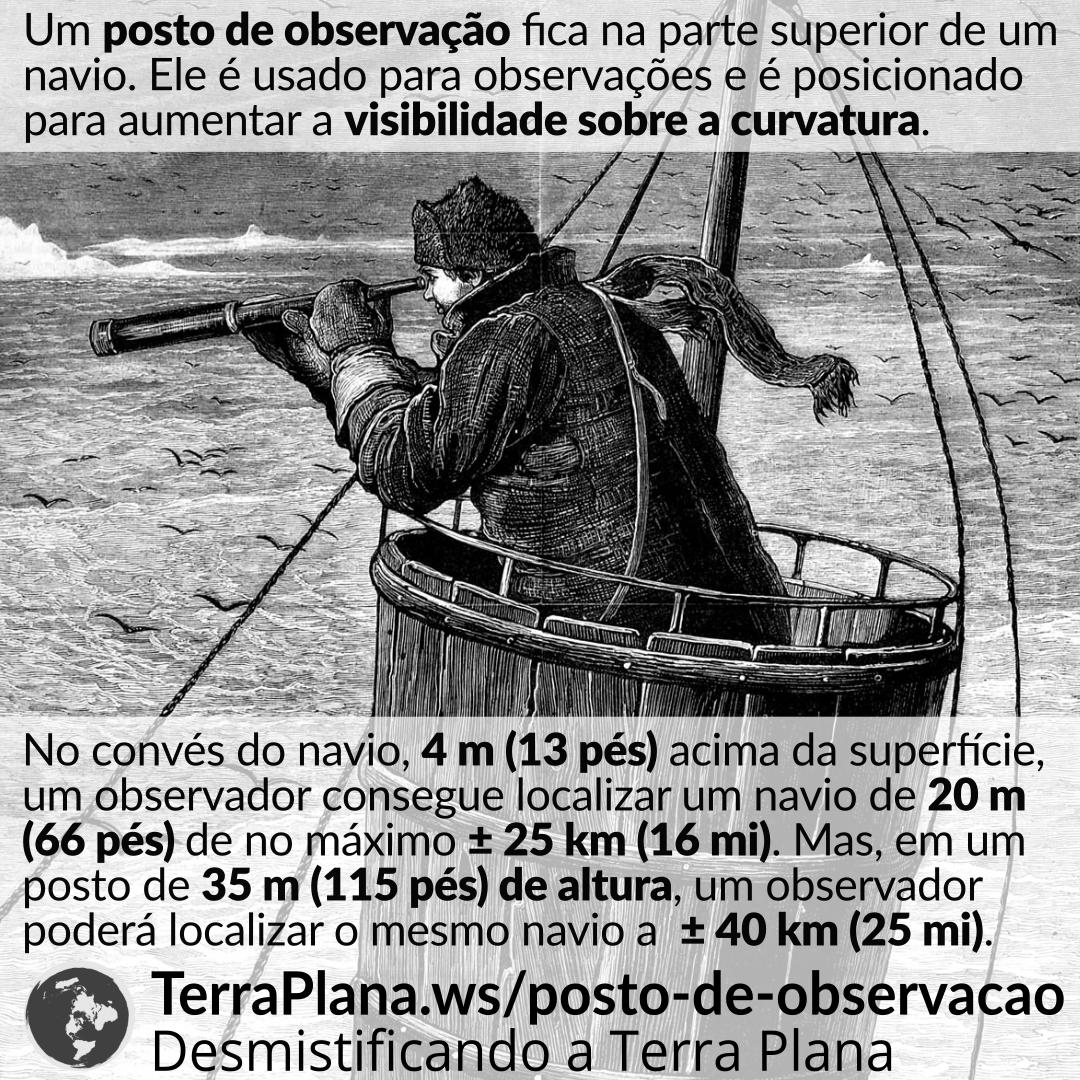 Um posto de observação fica na parte superior de um
navio. Ele é usado para observações e é posicionado
para aumentar a visibilidade sobre a curvatura.
No convés do navio, 4 m (13 pés) acima da superfície,
um observador consegue localizar um navio de 20 m
(66 pés) de no máximo ± 25 km (16 mi). Mas, em um
posto de 35 m (115 pés) de altura, um observador
poderá localizar o mesmo navio a ± 40 km (25 mi).
TerraPlana.ws/posto-de-observacao
Desmistificando a Terra Plana